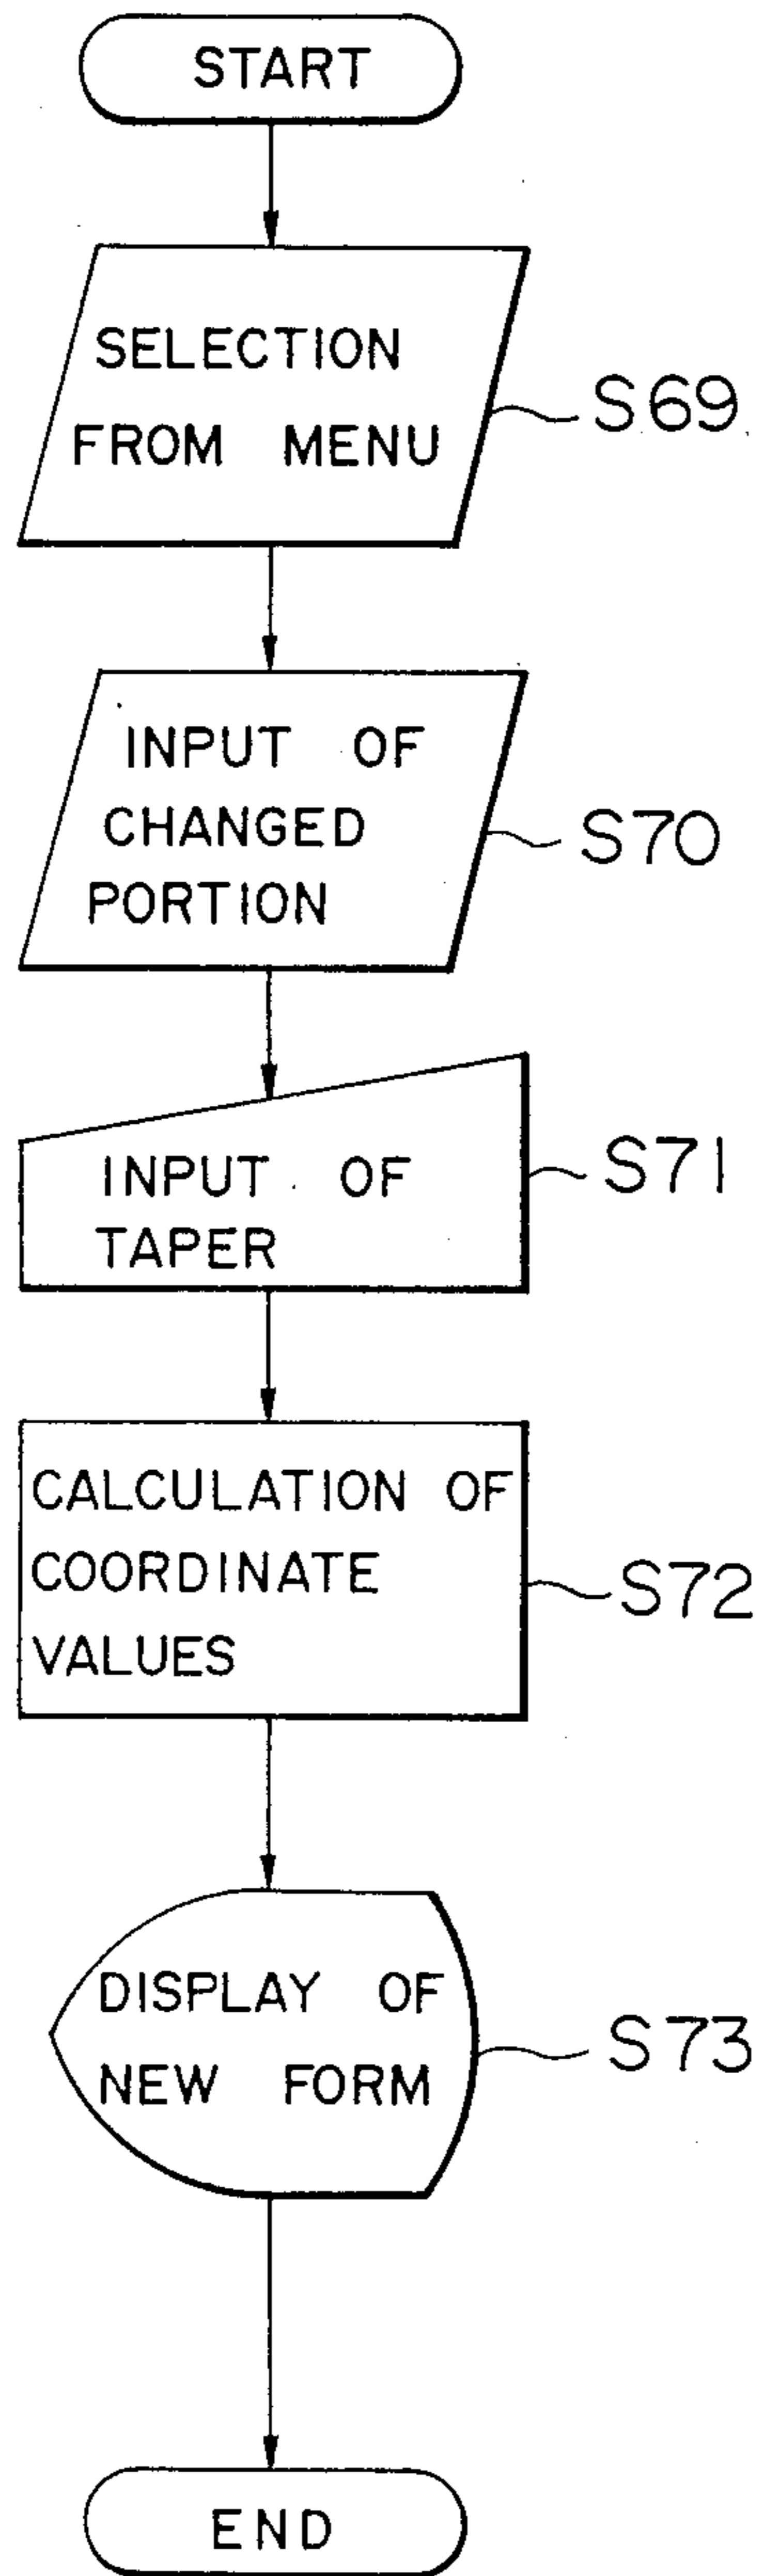 START
SELECTION
FROM MENU
S69
INPUT OF
CHANGED
PORTION
S70
INPUT OF
TAPER
S71
CALCULATION OF
COORDINATE
VALUES
S72
DISPLAY OF
NEW FORM
S73
END